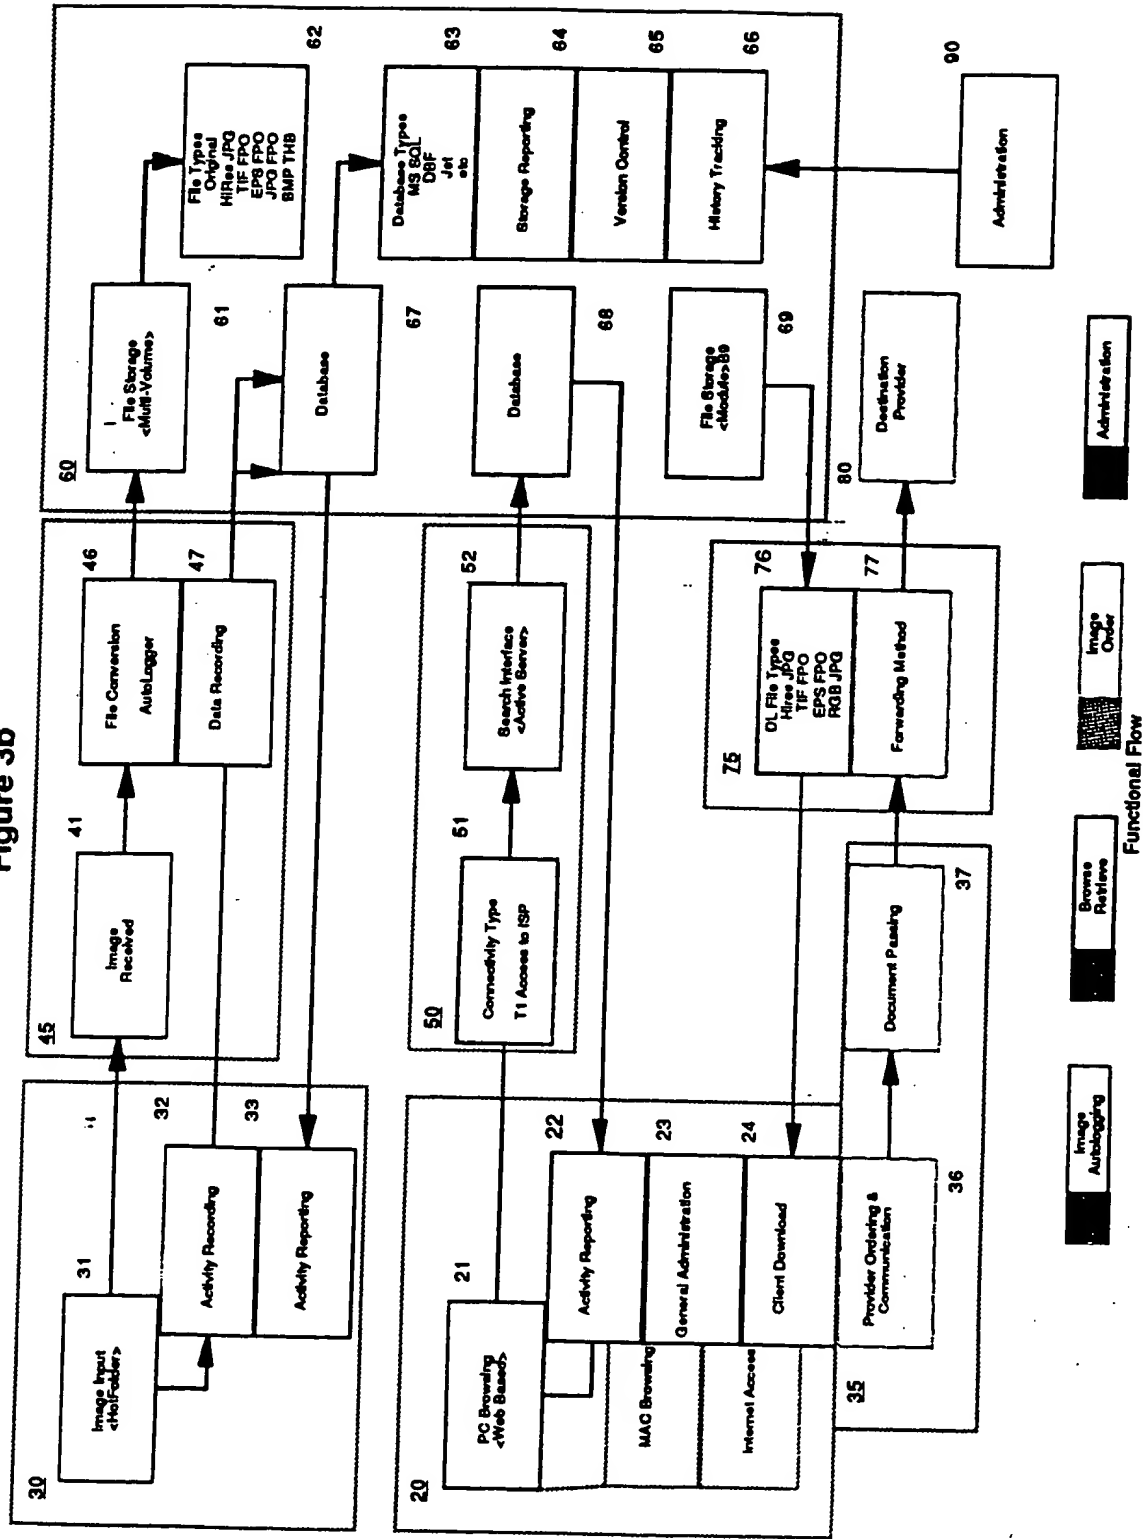 Figure 3b
30
Image Input
<HotFolder>
31
Activity Recording
32
Activity Reporting
33
45
Image
Received
41
File Conversion
AutoLogger
46
Data Recording
47
60
File Storage
<Multi-Volume>
61
File Types
Original
HiRes JPG
TIF FPO
EPS FPO
JPG FPO
BMP THB
62
Database
67
Database Types
MS SQL
DBF
Jet
etc
63
Storage Reporting
64
Version Control
65
History Tracking
66
Database
68
File Storage
<Module>89
69
20
PC Browsing
<Web Based>
21
Activity Reporting
22
General Administration
23
Client Download
24
MAC Browsing
Internet Access
50
Connectivity Type
T1 Access to ISP
51
Search Interface
<Active Server>
52
35
Provider Ordering &
Communication
36
Document Passing
37
75
DL File Types
Hires JPG
TIF FPO
EPS FPO
RGB JPG
76
Forwarding Method
77
80
Destination
Provider
Administration
90
Image
Autologging
Browse
Retrieve
Image
Order
Administration
Functional Flow